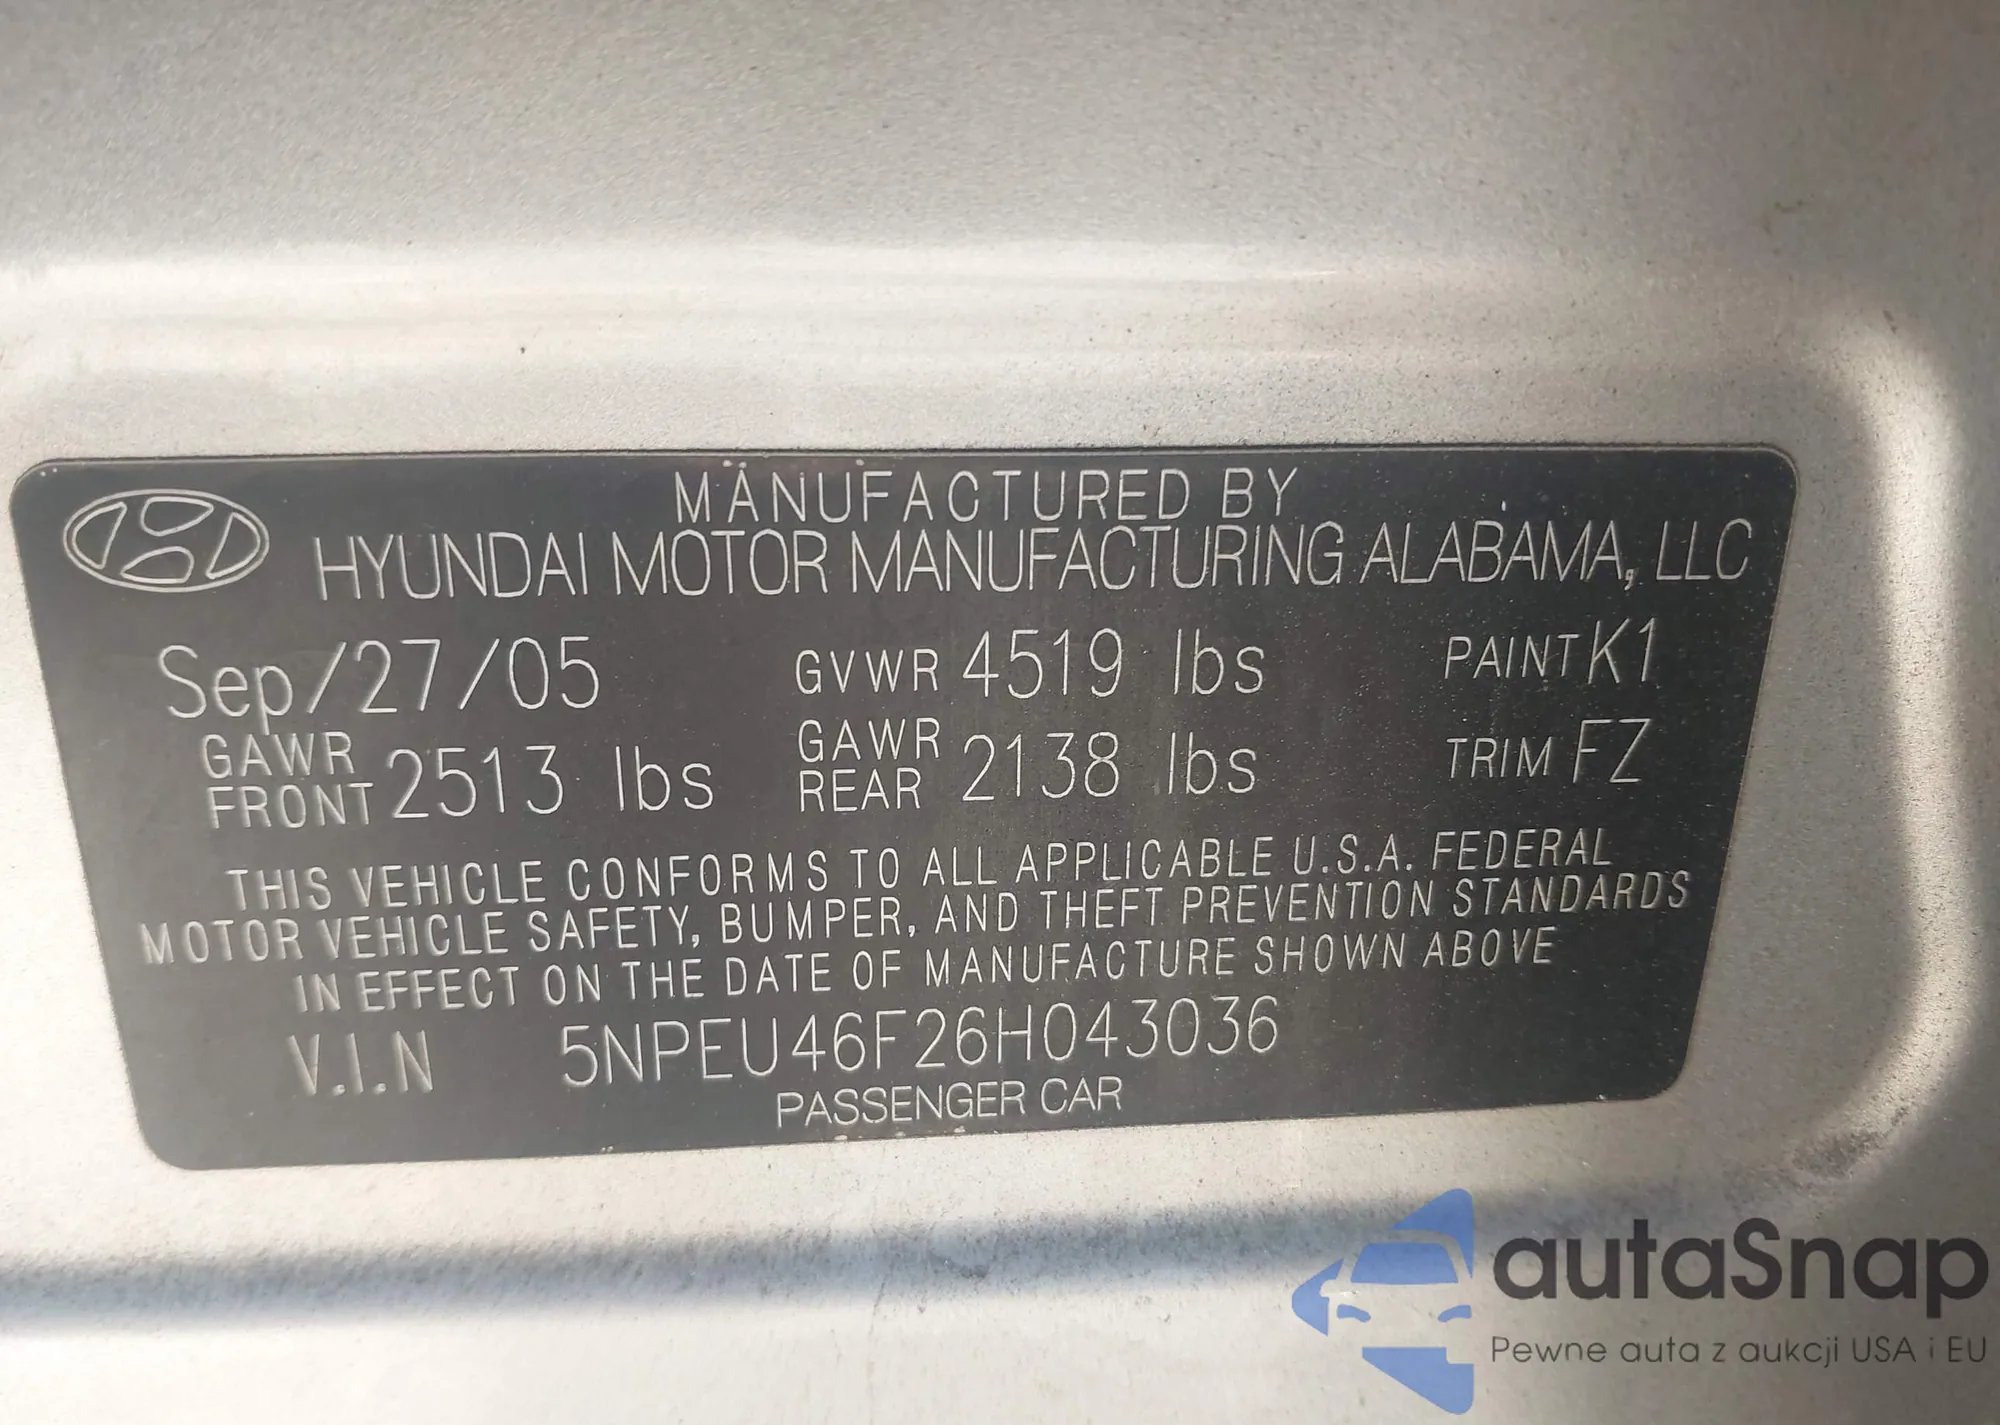 MANUFACTURED BY
HYUNDAI MOTOR MANUFACTURING ALABAMA, LLC
Sep/27/05 GVWR 4519 lbs PAINT K1
GAWR FRONT 2513 lbs GAWR REAR 2138 lbs TRIM FZ
THIS VEHICLE CONFORMS TO ALL APPLICABLE U.S.A. FEDERAL
MOTOR VEHICLE SAFETY, BUMPER, AND THEFT PREVENTION STANDARDS
IN EFFECT ON THE DATE OF MANUFACTURE SHOWN ABOVE
V.I.N 5NPEU46F26H043036
PASSENGER CAR
autaSnap
Pewne auta z aukcji USA i EU